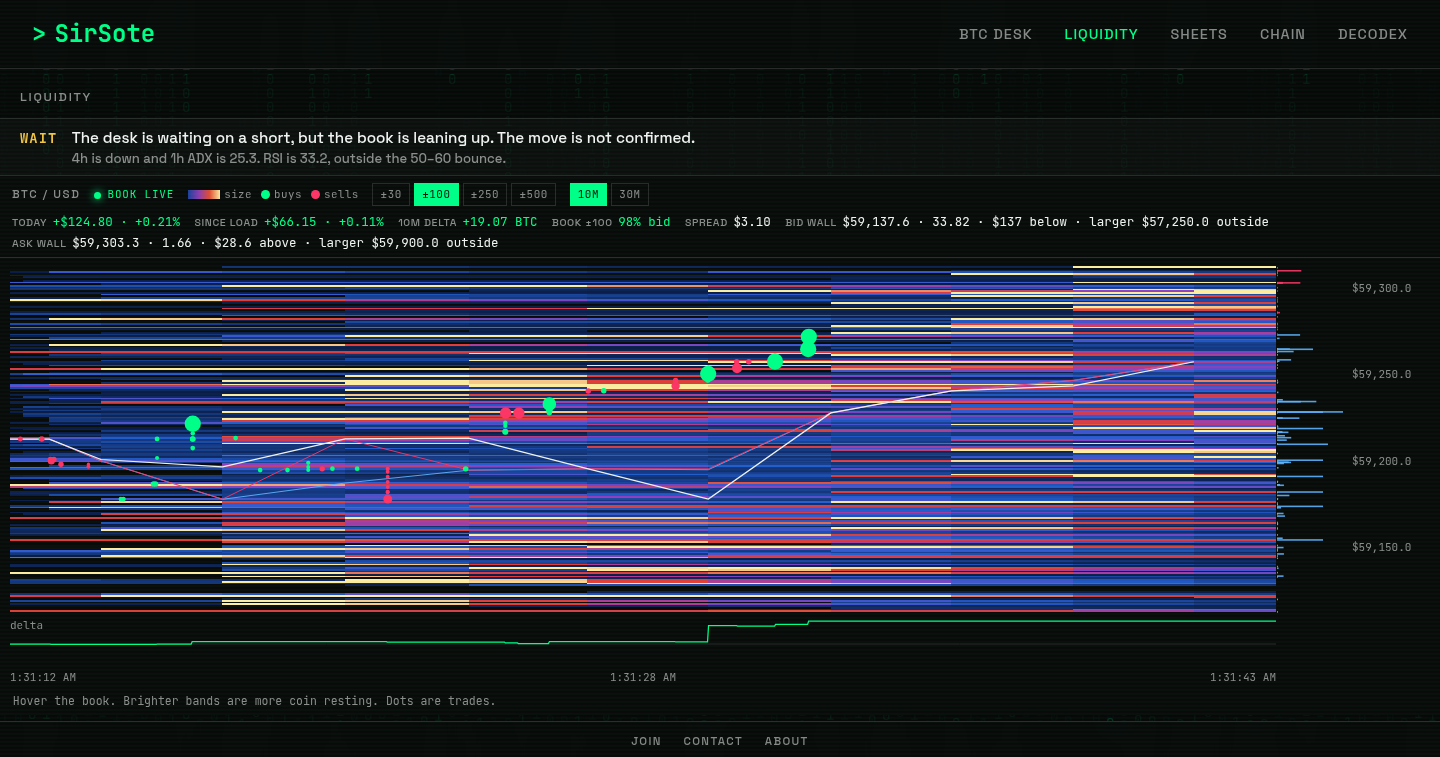 > SirSote
BTC DESK LIQUIDITY SHEETS CHAIN DECODEX
LIQUIDITY
WAIT The desk is waiting on a short, but the book is leaning up. The move is not confirmed.
4h is down and 1h ADX is 25.3. RSI is 33.2, outside the 50–60 bounce.
BTC / USD BOOK LIVE size buys sells ±30 ±100 ±250 ±500 10M 30M
TODAY +$124.80 · +0.21% SINCE LOAD +$66.15 · +0.11% 10M DELTA +19.07 BTC BOOK ±100 98% bid SPREAD $3.10 BID WALL $59,137.6 · 33.82 · $137 below · larger $57,250.0 outside
ASK WALL $59,303.3 · 1.66 · $28.6 above · larger $59,900.0 outside
$59,300.0
$59,250.0
$59,200.0
$59,150.0
delta
1:31:12 AM 1:31:28 AM 1:31:43 AM
Hover the book. Brighter bands are more coin resting. Dots are trades.
JOIN CONTACT ABOUT